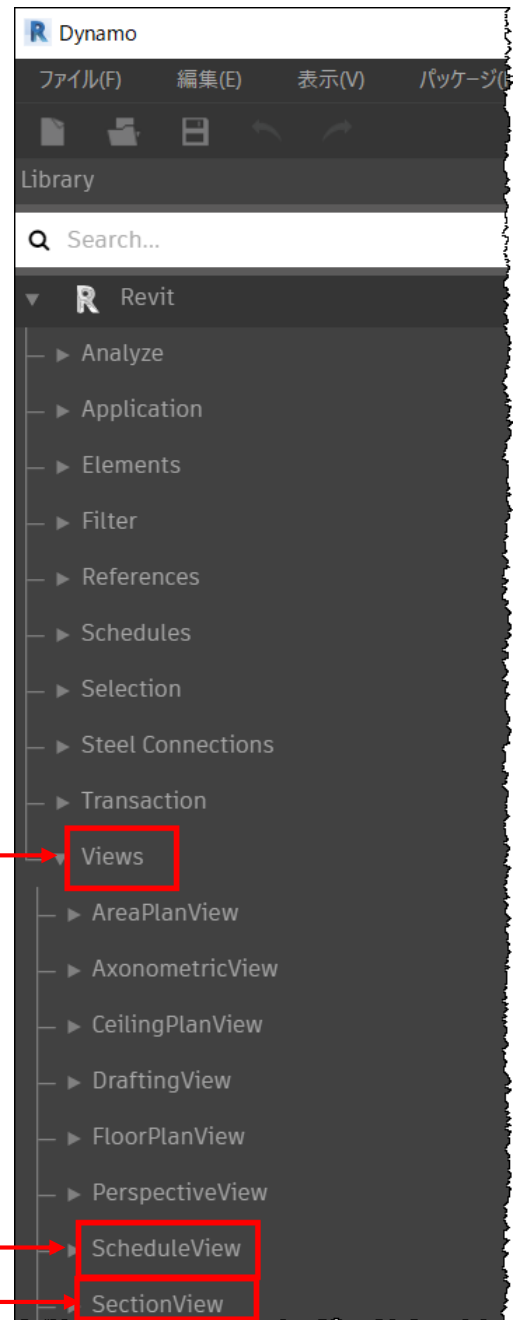 Dynamo
ファイル(F) 編集(E) 表示(V) パッケージ(
Library
Search...
Revit
Analyze
Application
Elements
Filter
References
Schedules
Selection
Steel Connections
Transaction
Views
AreaPlanView
AxonometricView
CeilingPlanView
DraftingView
FloorPlanView
PerspectiveView
ScheduleView
SectionView